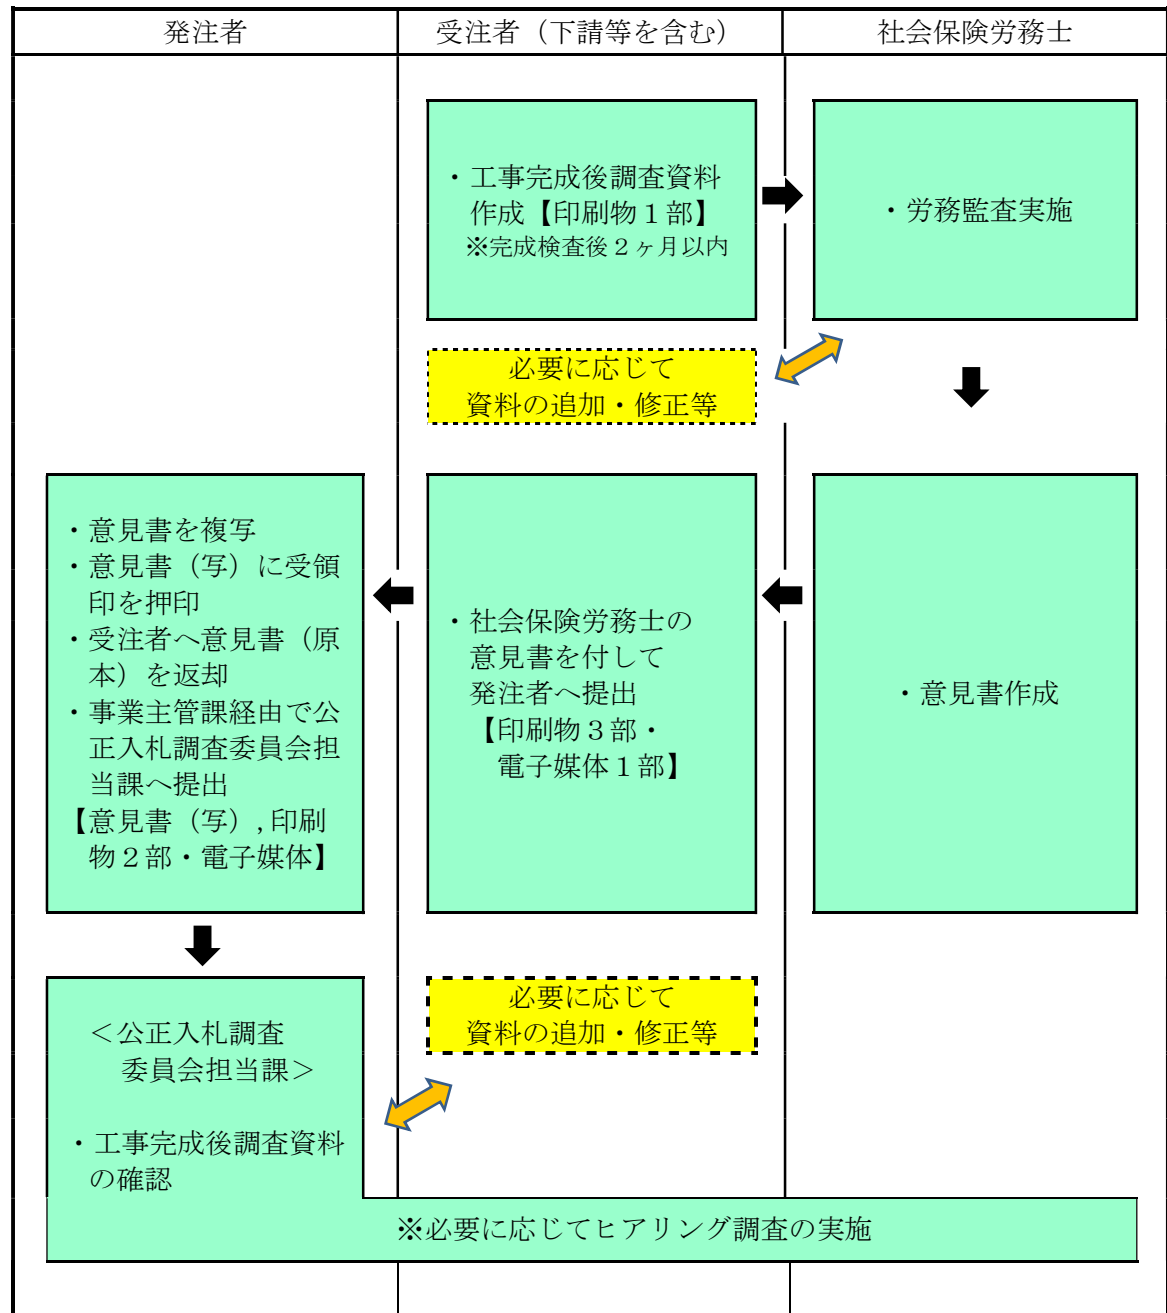 発注者
受注者（下請等を含む）
社会保険労務士
・工事完成後調査資料
作成【印刷物１部】
※完成検査後２ヶ月以内
・労務監査実施
必要に応じて
資料の追加・修正等
・意見書を複写
・意見書（写）に受領
印を押印
・受注者へ意見書（原
本）を返却
・事業主管課経由で公
正入札調査委員会担
当課へ提出
【意見書（写）,印刷
物２部・電子媒体】
・社会保険労務士の
意見書を付して
発注者へ提出
【印刷物３部・
電子媒体１部】
・意見書作成
＜公正入札調査
委員会担当課＞
・工事完成後調査資料
の確認
必要に応じて
資料の追加・修正等
※必要に応じてヒアリング調査の実施